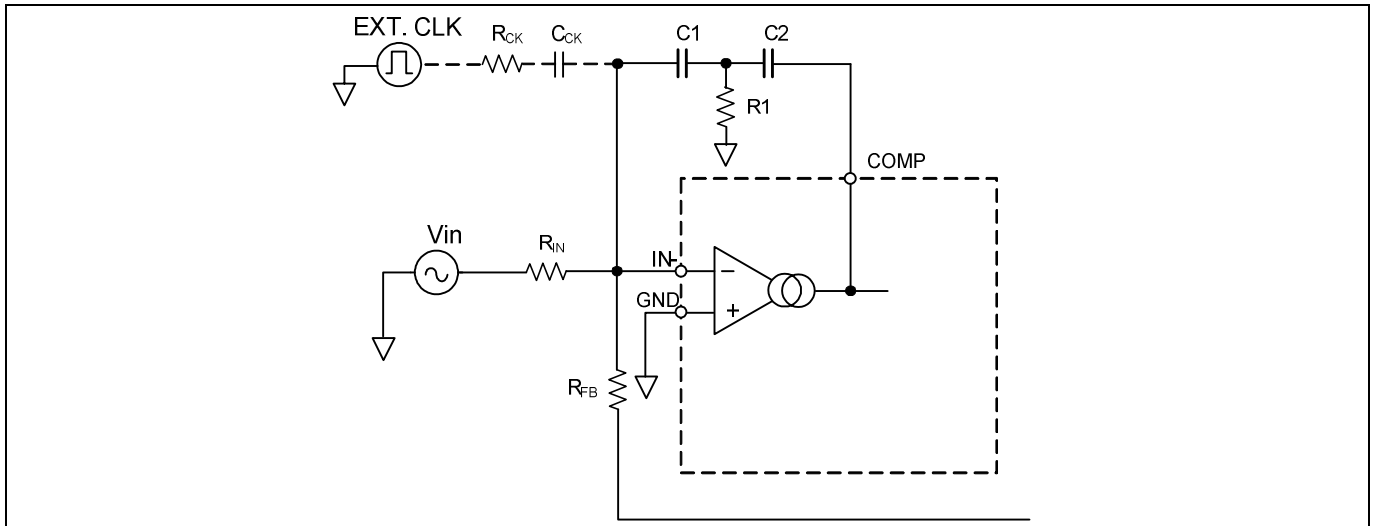 EXT. CLK
RCK
CCK
C1
C2
R1
COMP
Vin
RIN
IN-
GND
RFB